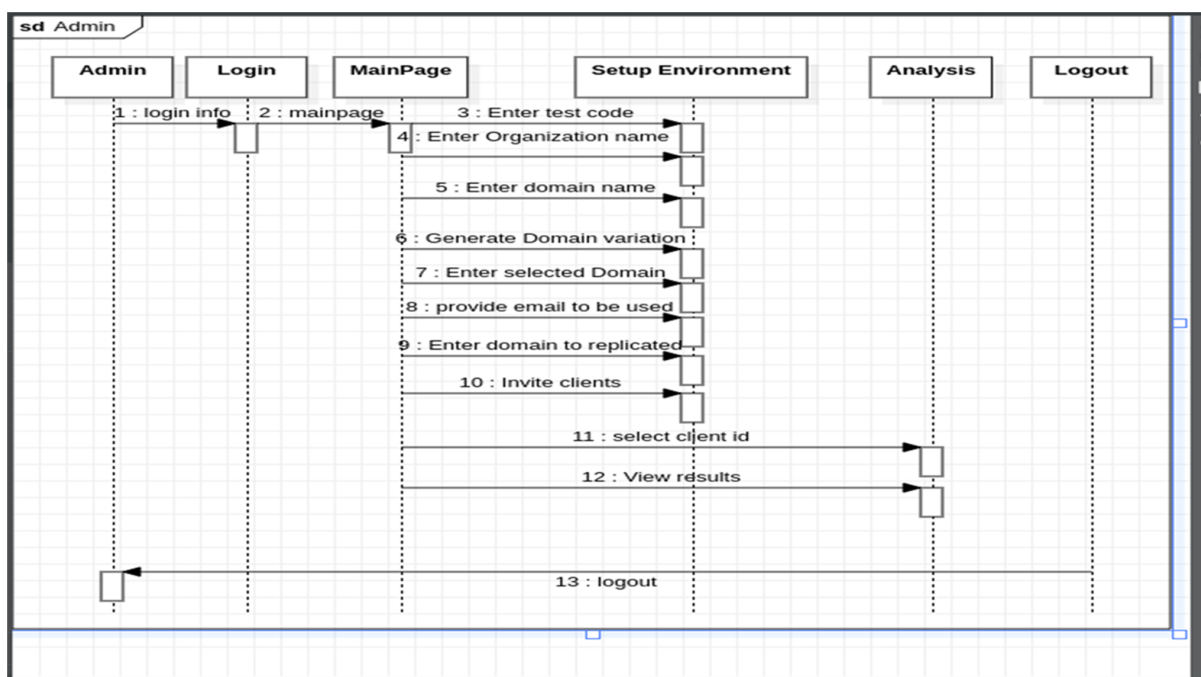 sd Admin
Admin
Login
MainPage
Setup Environment
Analysis
Logout
1 : login info
2 : mainpage
3 : Enter test code
4 : Enter Organization name
5 : Enter domain name
6 : Generate Domain variation
7 : Enter selected Domain
8 : provide email to be used
9 : Enter domain to replicated
10 : Invite clients
11 : select client id
12 : View results
13 : logout